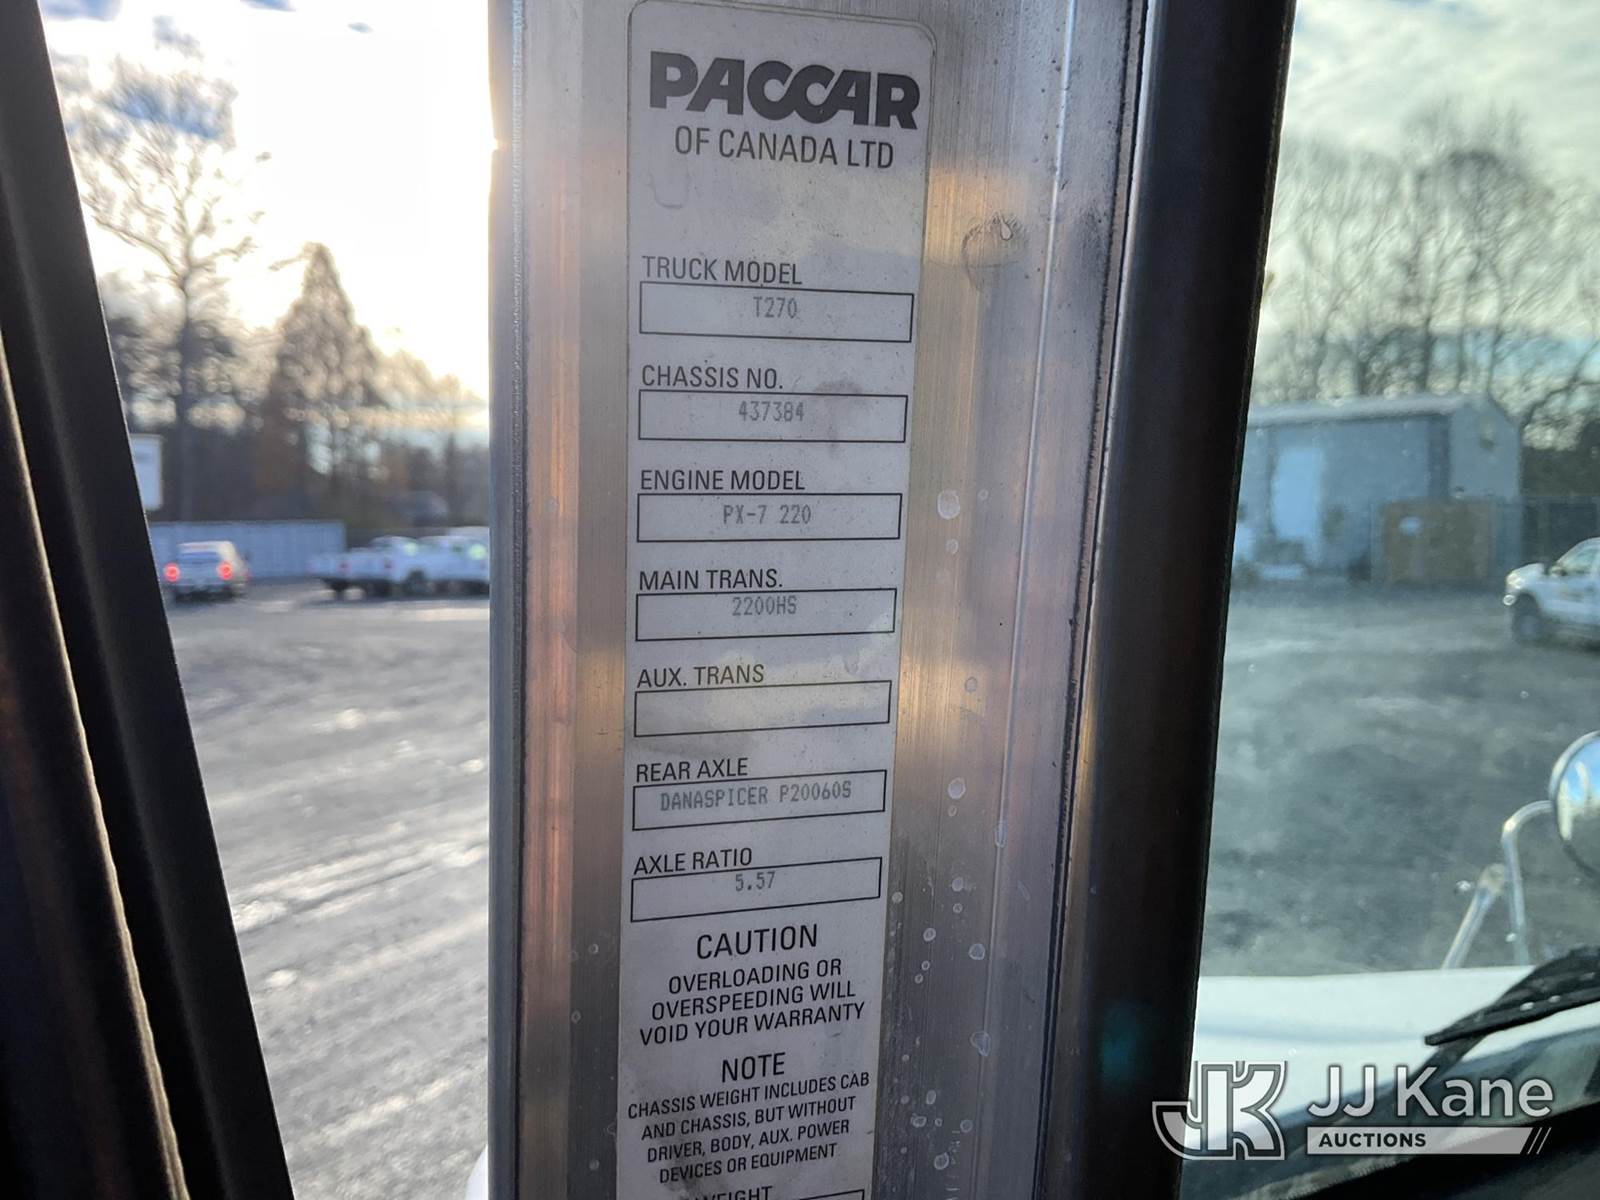 PACCAR
OF CANADA LTD
TRUCK MODEL
T270
CHASSIS NO.
437384
ENGINE MODEL
PX-7 220
MAIN TRANS.
2200HS
AUX. TRANS
REAR AXLE
DANASPICER P20060S
AXLE RATIO
5.57
CAUTION
OVERLOADING OR
OVERSPEEDING WILL
VOID YOUR WARRANTY
NOTE
CHASSIS WEIGHT INCLUDES CAB
AND CHASSIS, BUT WITHOUT
DRIVER, BODY, AUX. POWER
DEVICES OR EQUIPMENT
WEIGHT
JK JJ Kane
AUCTIONS